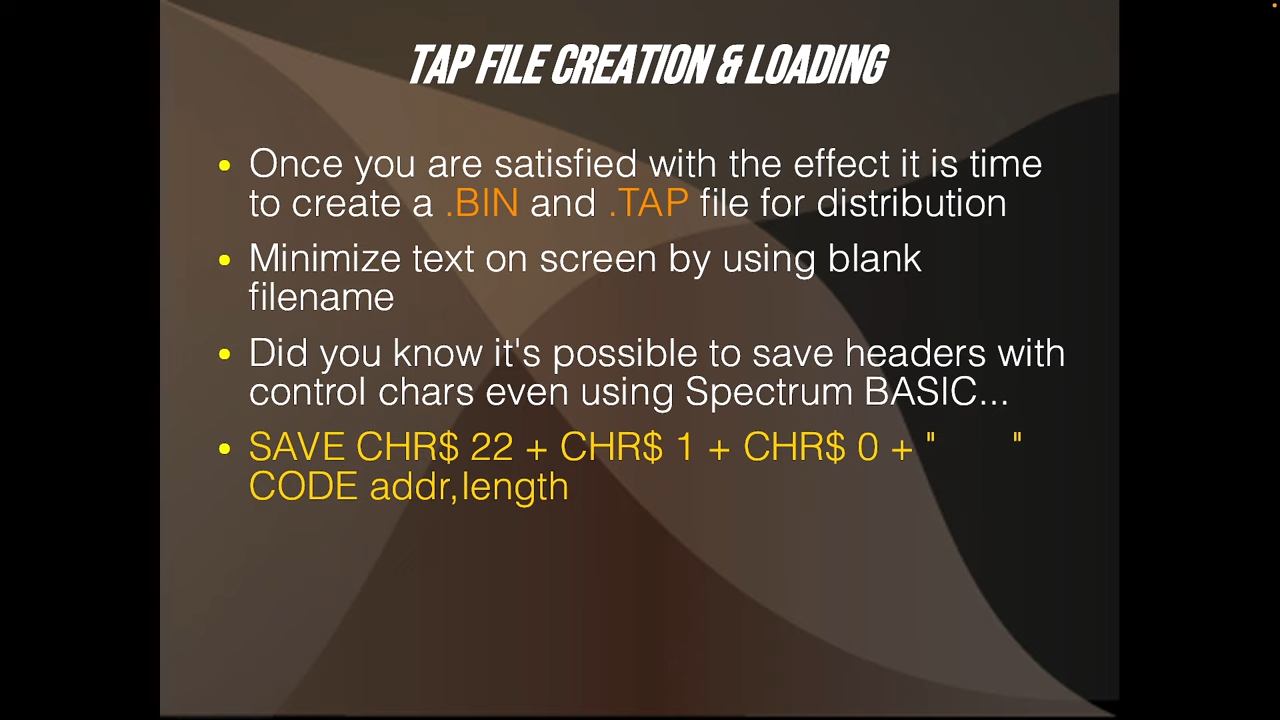 TAP FILE CREATION & LOADING
• Once you are satisfied with the effect it is time
to create a .BIN and .TAP file for distribution
• Minimize text on screen by using blank
filename
• Did you know it's possible to save headers with
control chars even using Spectrum BASIC...
• SAVE CHR$ 22 + CHR$ 1 + CHR$ 0 + "       "
CODE addr,length